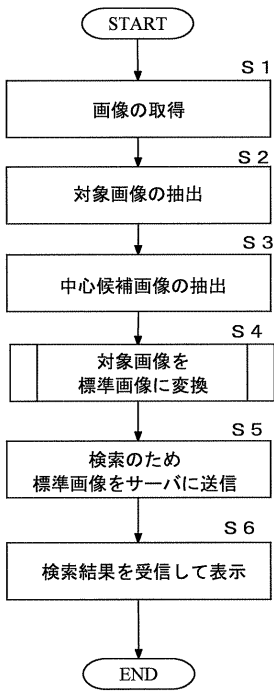 START
S1
画像の取得
S2
対象画像の抽出
S3
中心候補画像の抽出
S4
対象画像を
標準画像に変換
S5
検索のため
標準画像をサーバに送信
S6
検索結果を受信して表示
END